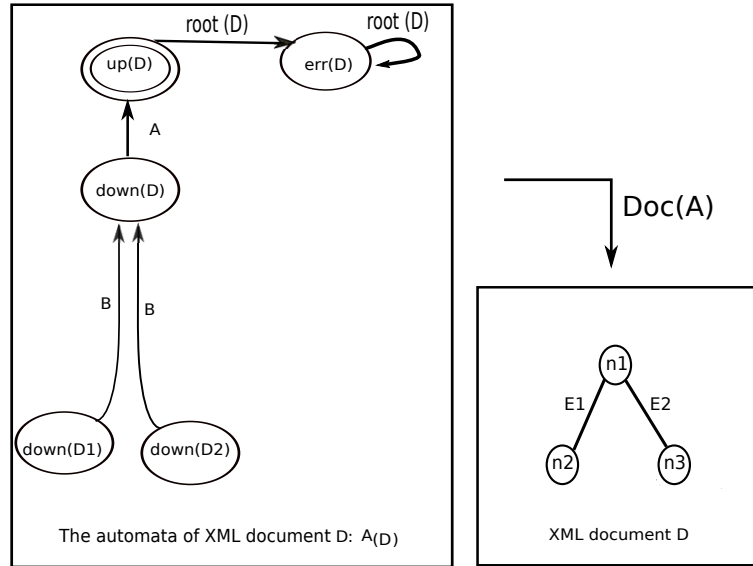 root (D)
root (D)
up(D)
err(D)
A
down(D)
Doc(A)
B
B
n1
E1
E2
down(D1)
down(D2)
n2
n3
The automata of XML document D: A(D)
XML document D